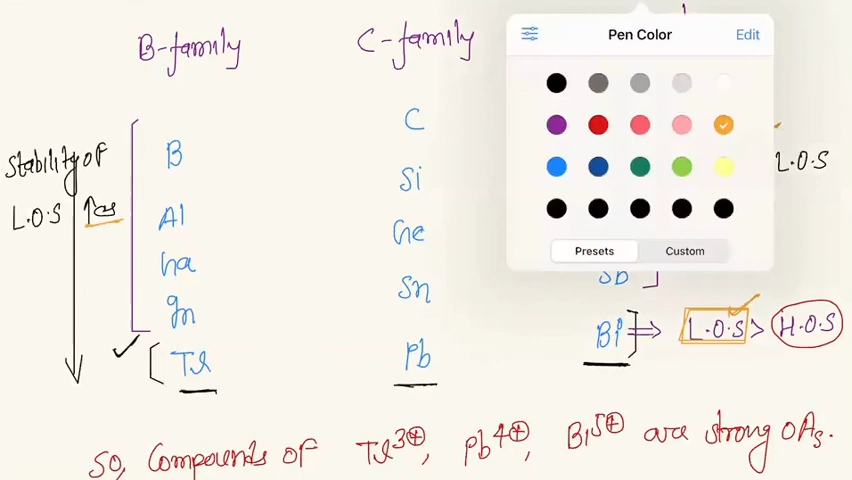 B-family
C-family
Pen Color
Edit
C
Stability of
B
L.O.S
Si
L.O.S ↑es
Al
Ge
Presets
Custom
Ga
Sn
Sb
In
Bi ⇒ L.O.S > H.O.S
Tl
Pb
So, Compounds of Tl³⊕, Pb⁴⊕, Bi⁵⊕ are strong OAs.